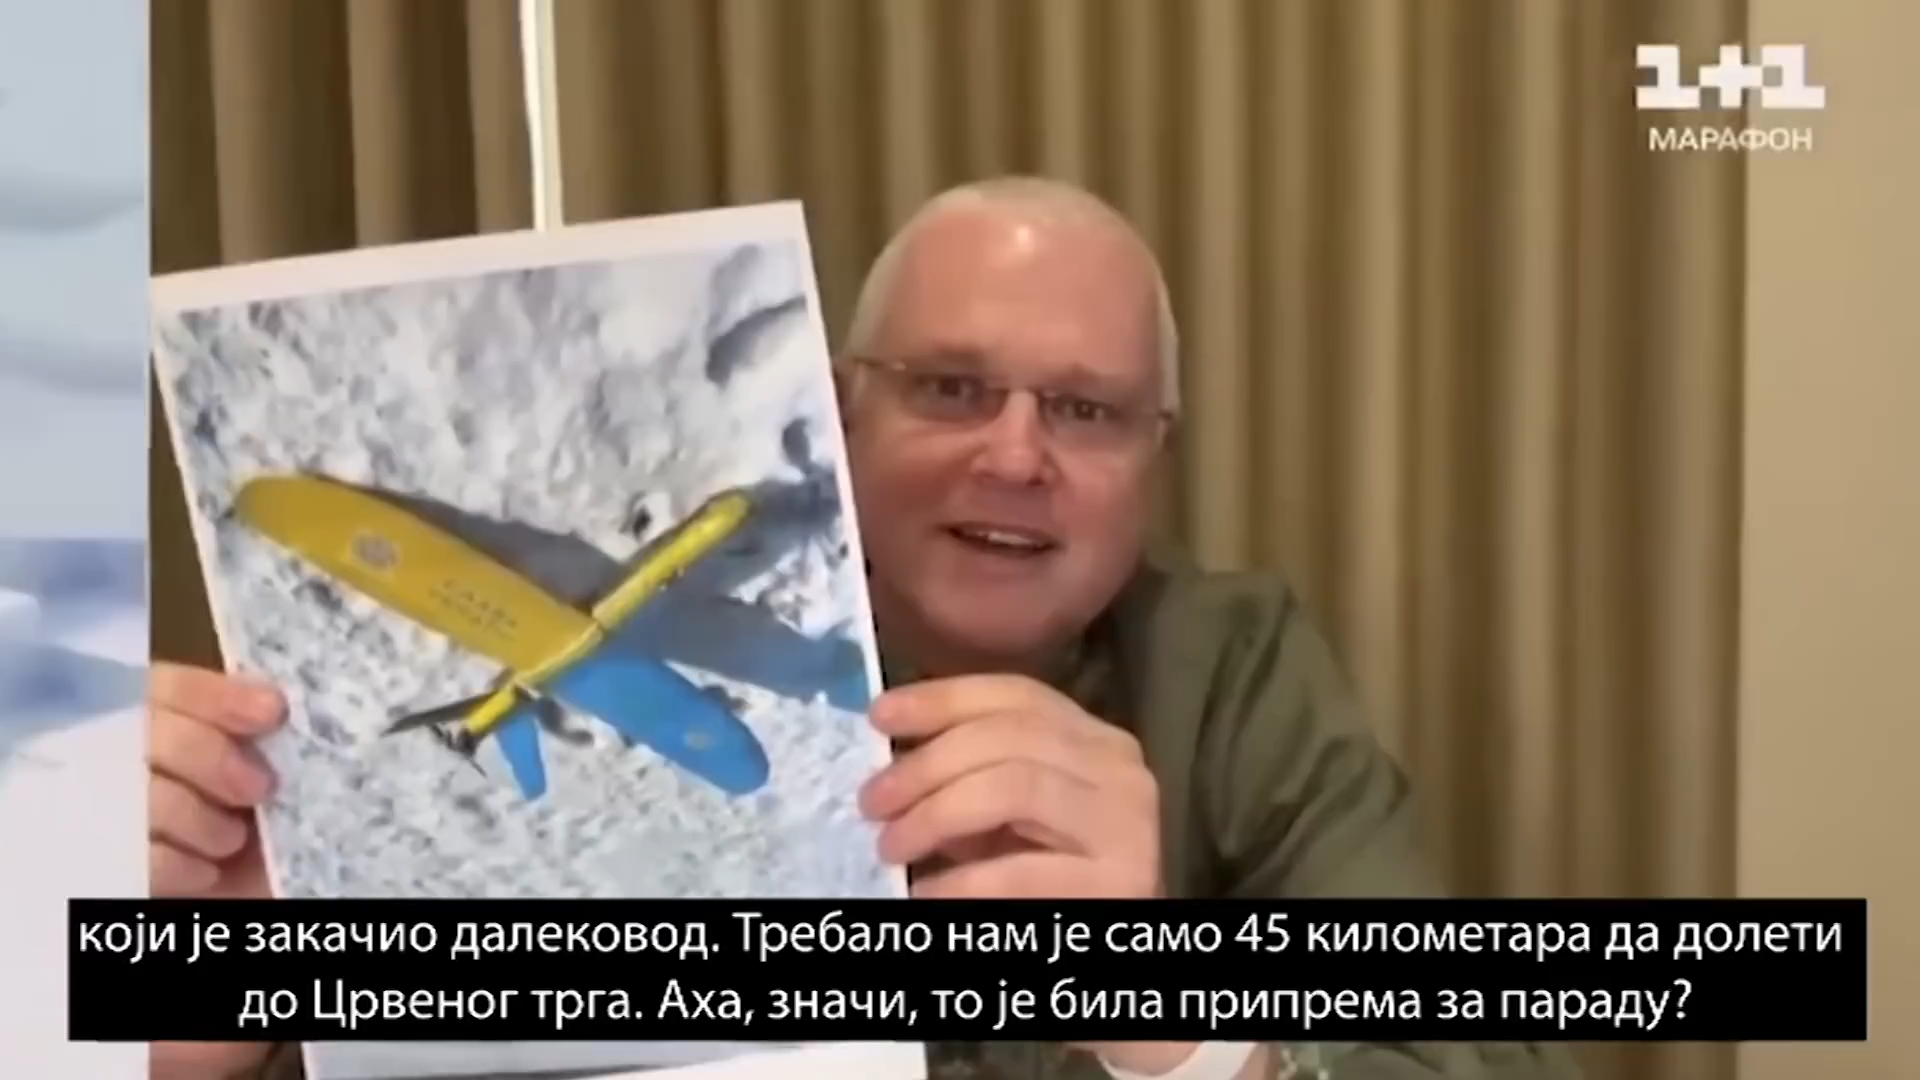 1+1
МАРАФОН
који је закачио далековод. Требало нам је само 45 километара да долети
до Црвеног трга. Аха, значи, то је била припрема за параду?